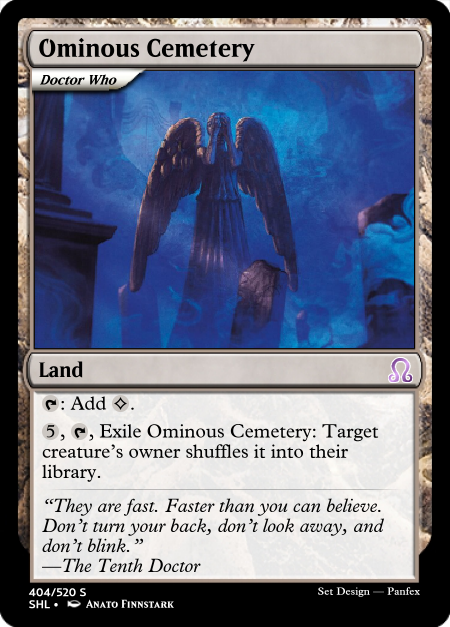 Ominous Cemetery
Doctor Who
Land
: Add .
5, , Exile Ominous Cemetery: Target
creature's owner shuffles it into their
library.
“They are fast. Faster than you can believe.
Don't turn your back, don't look away, and
don't blink.”
—The Tenth Doctor
404/520 S
Set Design — Panfex
SHL • Anato Finnstark